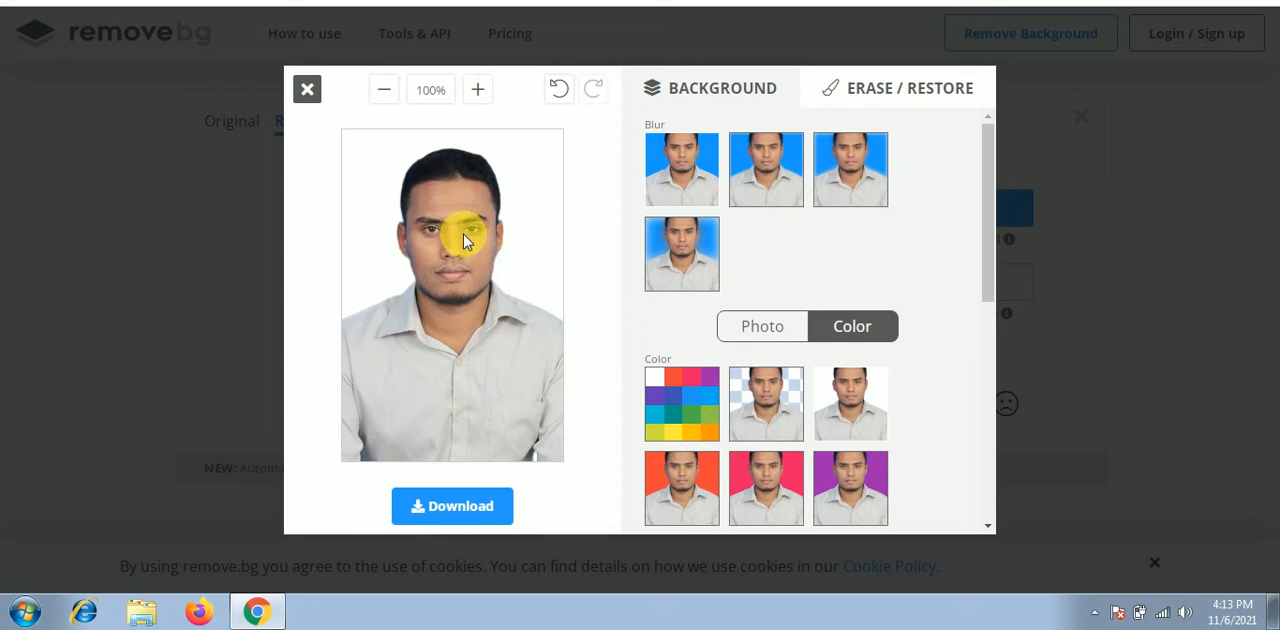 removebg
How to use
Tools & API
Pricing
Remove Background
Login / Sign up
Original
100%
BACKGROUND
ERASE / RESTORE
Blur
Photo
Color
Color
Download
NEW: Automa
By using remove.bg you agree to the use of cookies. You can find details on how we use cookies in our Cookie Policy.
4:13 PM
11/6/2021